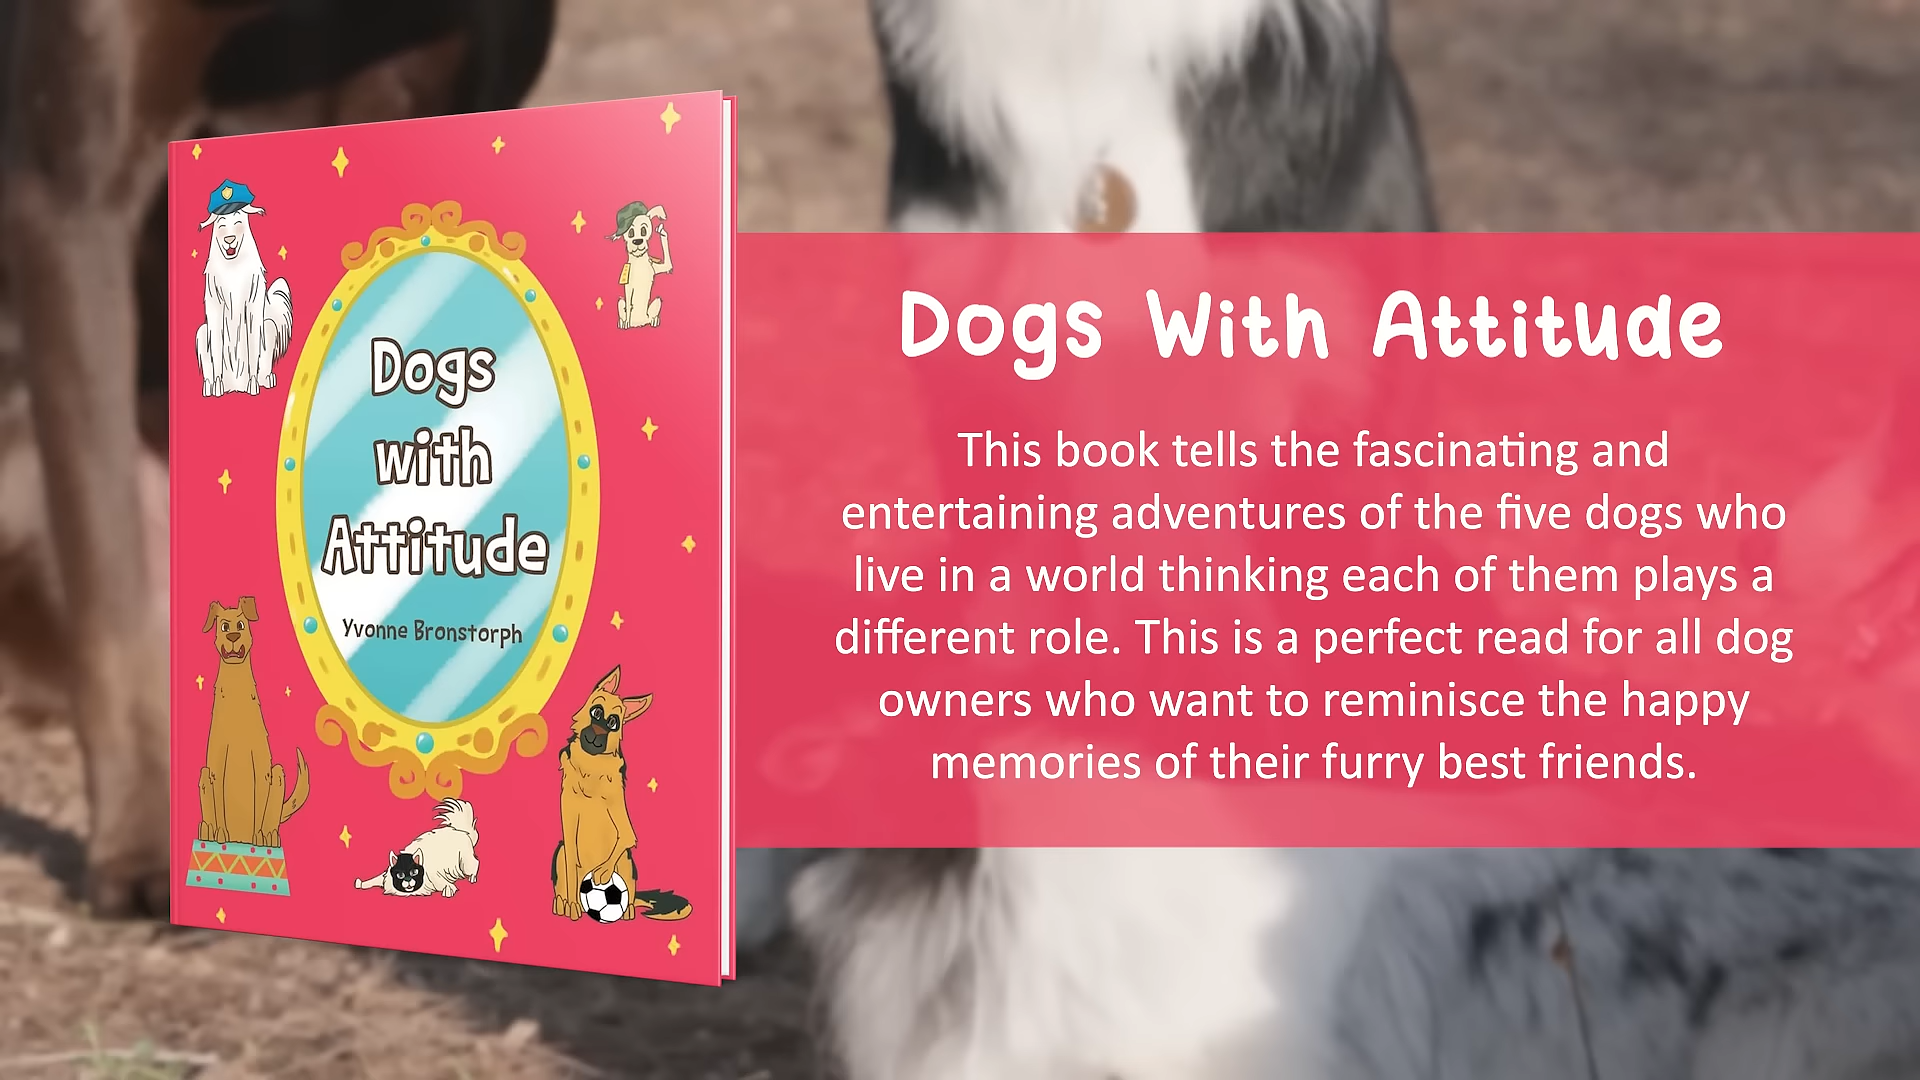 Dogs
with
Attitude
Yvonne Bronstorph
Dogs With Attitude
This book tells the fascinating and
entertaining adventures of the five dogs who
live in a world thinking each of them plays a
different role. This is a perfect read for all dog
owners who want to reminisce the happy
memories of their furry best friends.